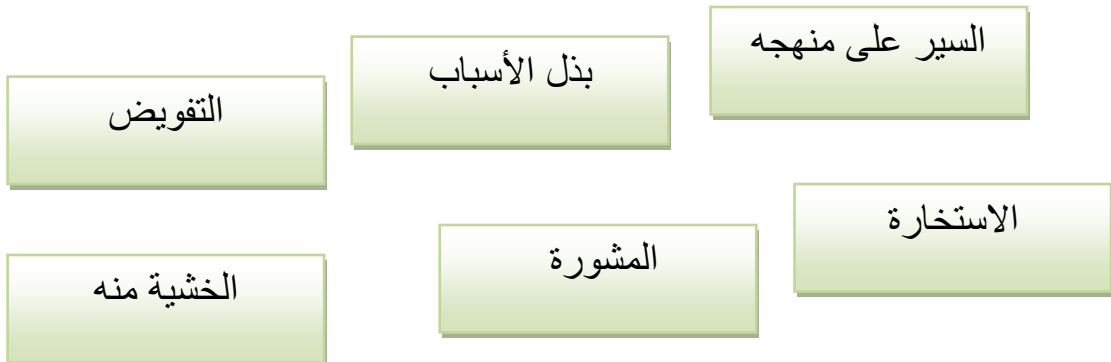 السير على منهجه
بذل الأسباب
التفويض
الاستخارة
المشورة
الخشية منه